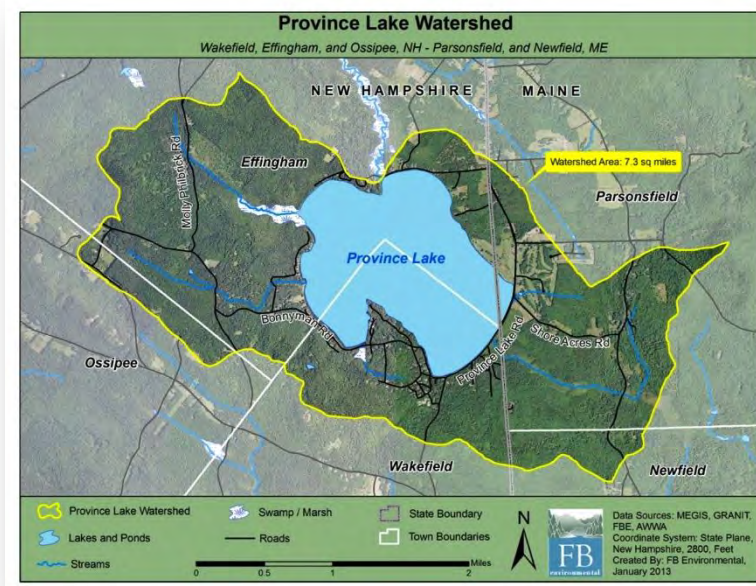 Province Lake Watershed
Wakefield, Effingham, and Ossipee, NH - Parsonsfield, and Newfield, ME
NEW HAMPSHIRE
MAINE
Effingham
Molly Philbrick Rd
Watershed Area: 7.3 sq miles
Parsonsfield
Province Lake
Bonnyman Rd
Province Lake Rd
Shore Acres Rd
Ossipee
Wakefield
Newfield
Province Lake Watershed
Lakes and Ponds
Streams
Swamp / Marsh
Roads
State Boundary
Town Boundaries
0 0.5 1 2 Miles
N
FB
environmental
Data Sources: MEGIS, GRANIT,
FBE, AWWA
Coordinate System: State Plane,
New Hampshire, 2800, Feet
Created By: FB Environmental,
January 2013